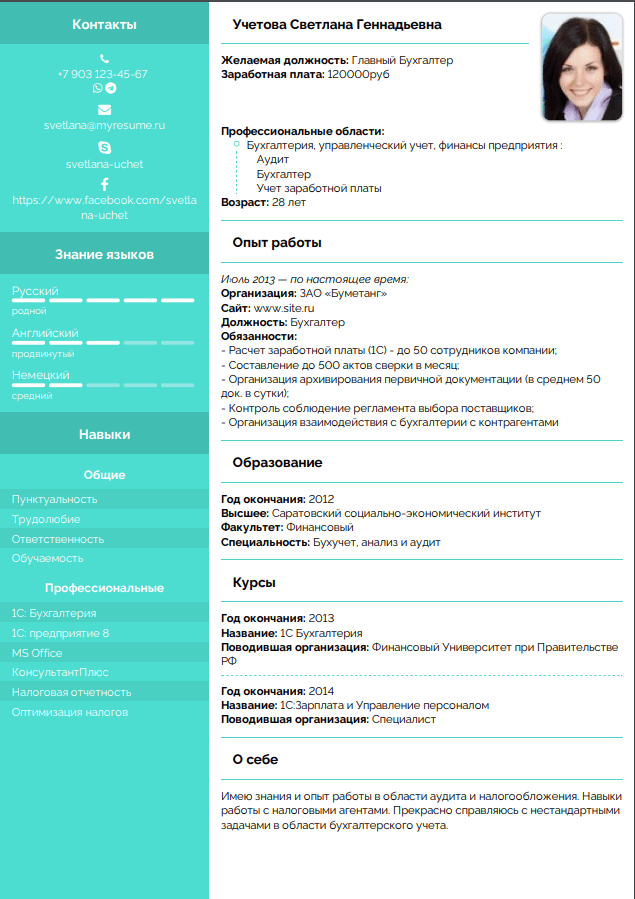 Контакты
+7 903 123-45-67
svetlana@myresume.ru
svetlana-uchet
https://www.facebook.com/svetla
na-uchet
Знание языков
Русский
родной
Английский
продвинутый
Немецкий
средний
Навыки
Общие
Пунктуальность
Трудолюбие
Ответственность
Обучаемость
Профессиональные
1С: Бухгалтерия
1С: предприятие 8
MS Office
КонсультантПлюс
Налоговая отчетность
Оптимизация налогов
Учетова Светлана Геннадьевна
Желаемая должность: Главный Бухгалтер
Заработная плата: 120000руб
Профессиональные области:
Бухгалтерия, управленческий учет, финансы предприятия :
Аудит
Бухгалтер
Учет заработной платы
Возраст: 28 лет
Опыт работы
Июль 2013 — по настоящее время:
Организация: ЗАО «Буметанг»
Сайт: www.site.ru
Должность: Бухгалтер
Обязанности:
- Расчет заработной платы (1С) - до 50 сотрудников компании;
- Составление до 500 актов сверки в месяц;
- Организация архивирования первичной документации (в среднем 50
док. в сутки);
- Контроль соблюдение регламента выбора поставщиков;
- Организация взаимодействия с бухгалтерии с контрагентами
Образование
Год окончания: 2012
Высшее: Саратовский социально-экономический институт
Факультет: Финансовый
Специальность: Бухучет, анализ и аудит
Курсы
Год окончания: 2013
Название: 1С Бухгалтерия
Поводившая организация: Финансовый Университет при Правительстве
РФ
Год окончания: 2014
Название: 1С:Зарплата и Управление персоналом
Поводившая организация: Специалист
О себе
Имею знания и опыт работы в области аудита и налогообложения. Навыки
работы с налоговыми агентами. Прекрасно справляюсь с нестандартными
задачами в области бухгалтерского учета.